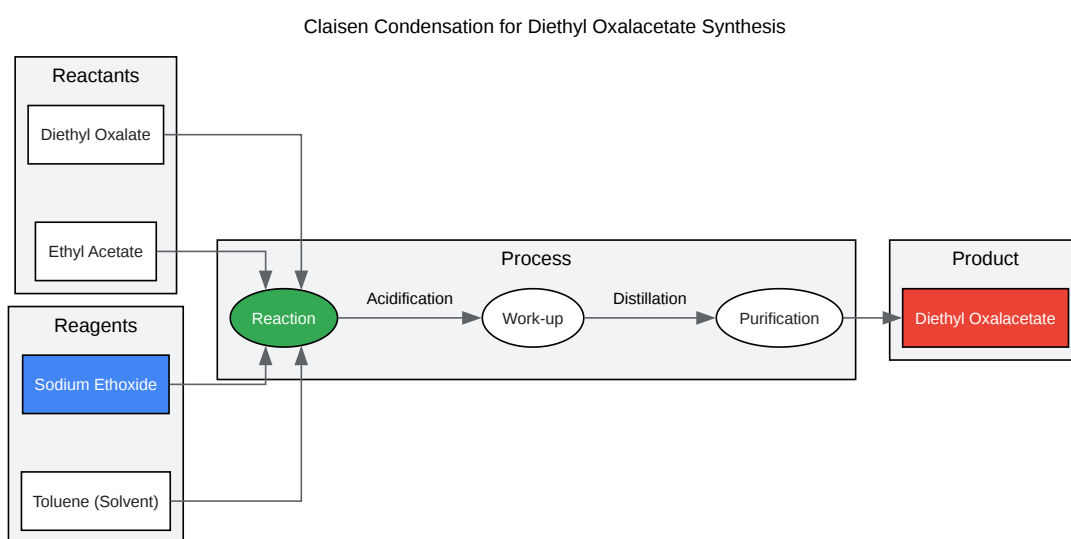 Claisen Condensation for Diethyl Oxalacetate Synthesis
Reactants
Diethyl Oxalate
Ethyl Acetate
Reagents
Sodium Ethoxide
Toluene (Solvent)
Process
Reaction
Acidification
Work-up
Distillation
Purification
Product
Diethyl Oxalacetate